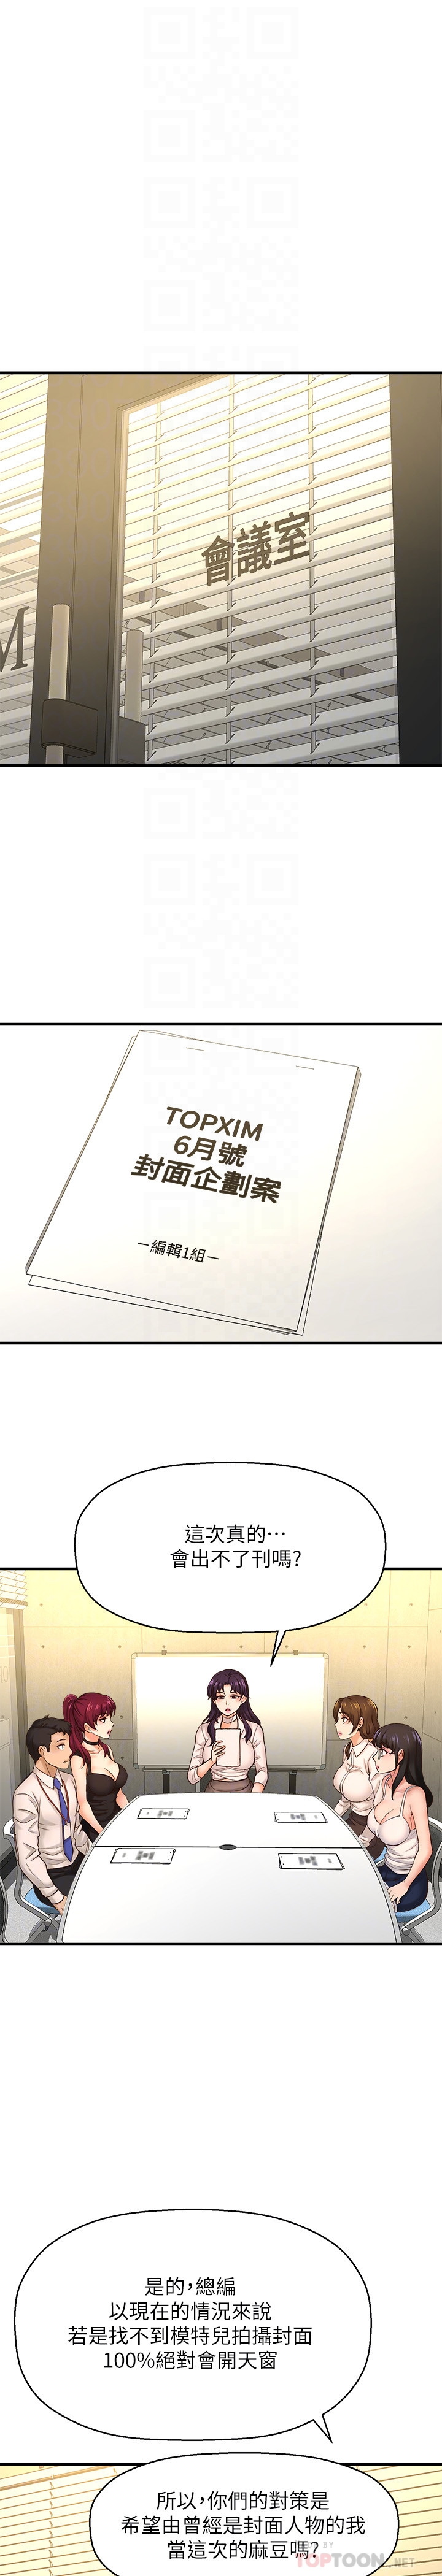 會議室
M
TOPXIM
6月號
封面企劃案
－編輯1組－
這次真的…
會出不了刊嗎?
是的,總編
以現在的情況來說
若是找不到模特兒拍攝封面
100%絕對會開天窗
所以,你們的對策是
希望由曾經是封面人物的我
當這次的麻豆嗎?
BY
TOPTOON.NET